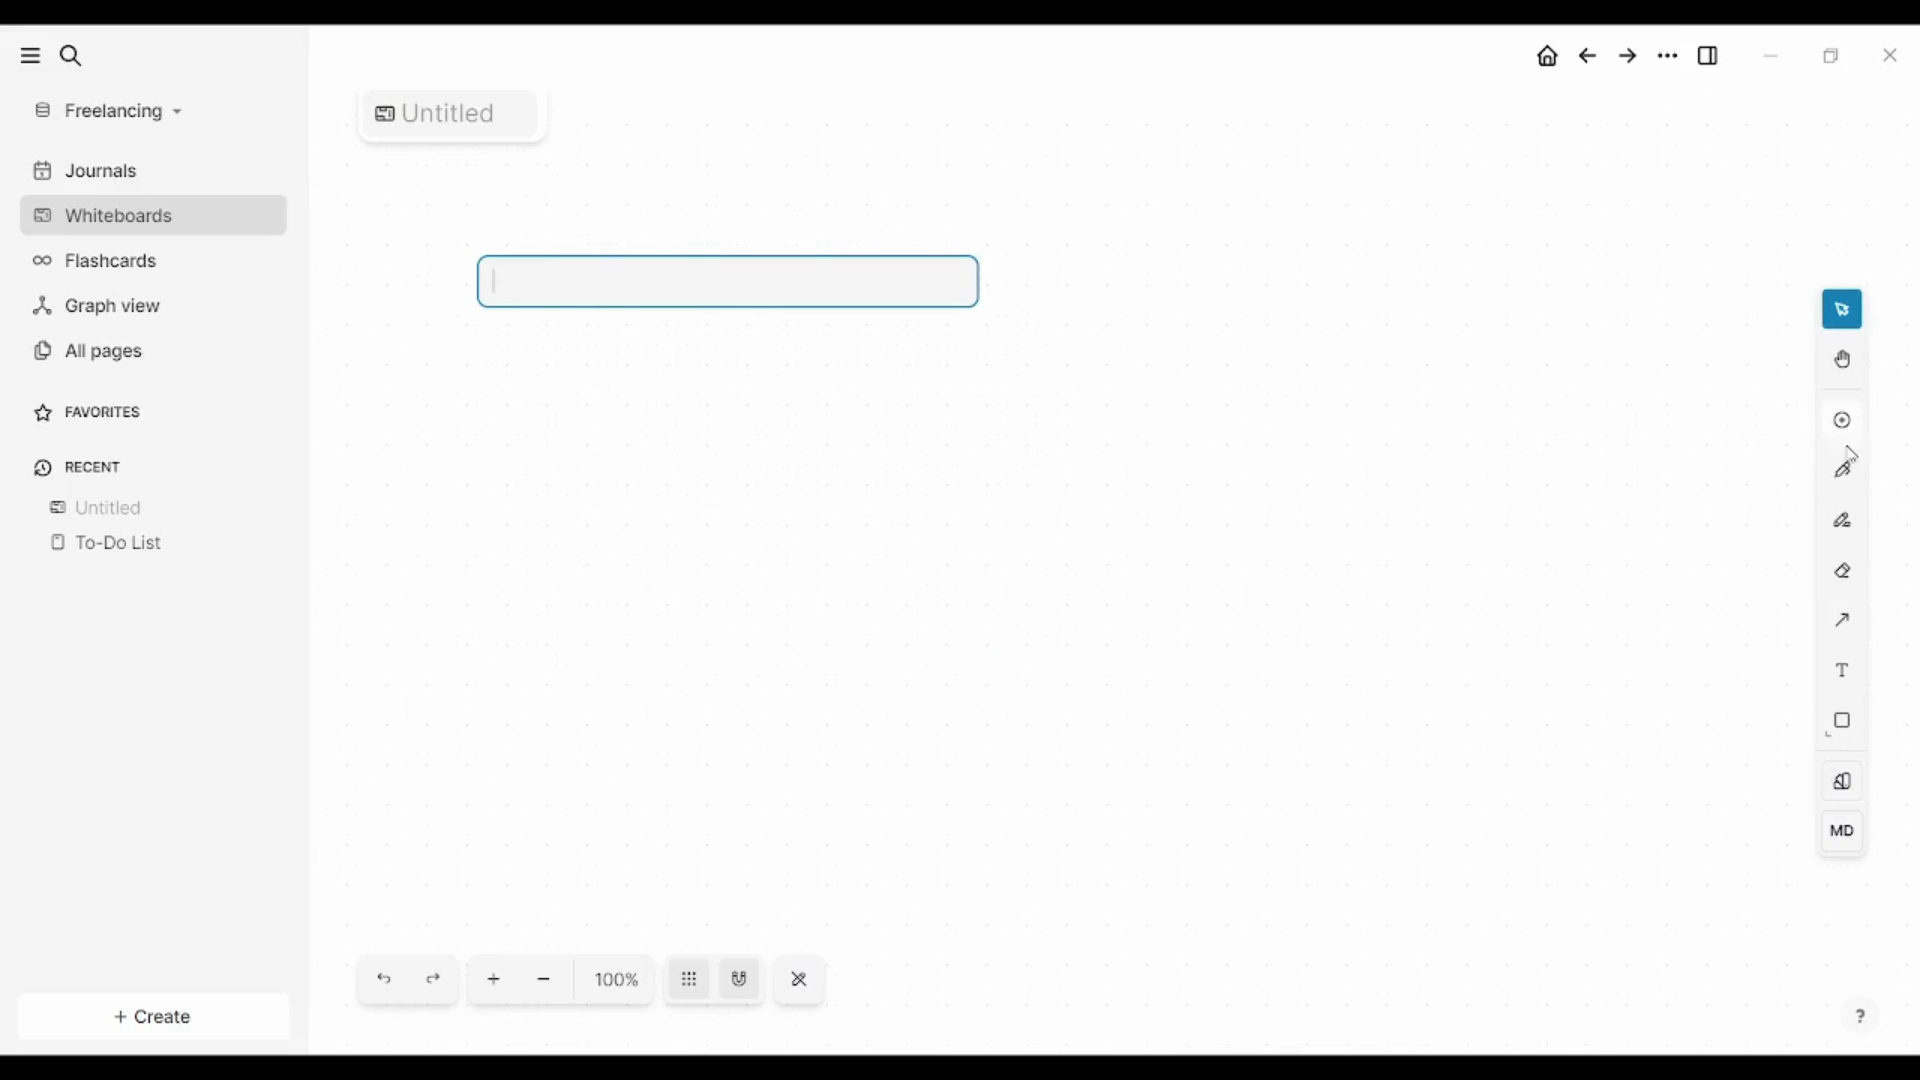 Freelancing
Untitled
Journals
Whiteboards
Flashcards
Graph view
All pages
FAVORITES
RECENT
Untitled
To-Do List
T
MD
+ − 100%
+ Create
?